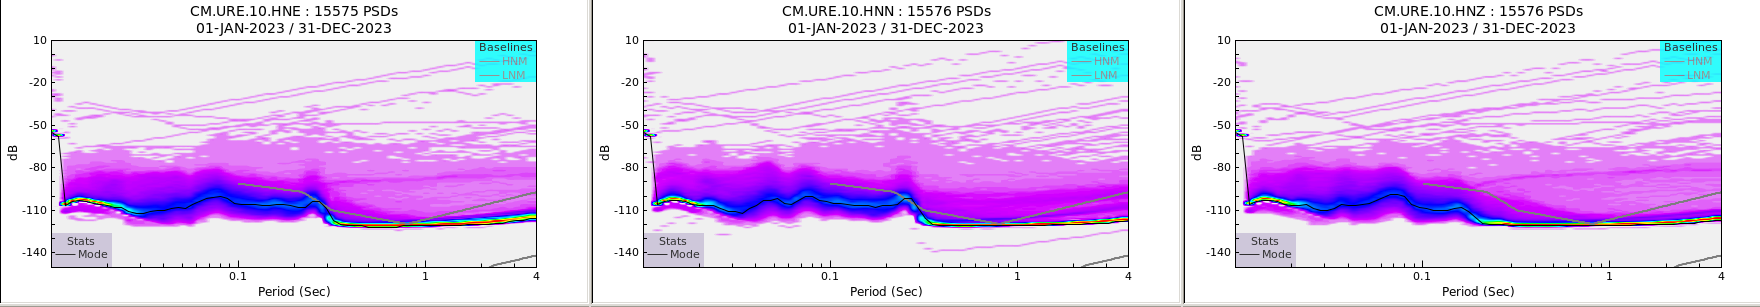 CM.URE.10.HNE : 15575 PSDs
01-JAN-2023 / 31-DEC-2023
10
-20
-50
-80
-110
-140
dB
Baselines
HNM
LNM
Stats
Mode
0.1
1
4
Period (Sec)
CM.URE.10.HNN : 15576 PSDs
01-JAN-2023 / 31-DEC-2023
10
-20
-50
-80
-110
-140
dB
Baselines
HNM
LNM
Stats
Mode
0.1
1
4
Period (Sec)
CM.URE.10.HNZ : 15576 PSDs
01-JAN-2023 / 31-DEC-2023
10
-20
-50
-80
-110
-140
dB
Baselines
HNM
LNM
Stats
Mode
0.1
1
4
Period (Sec)